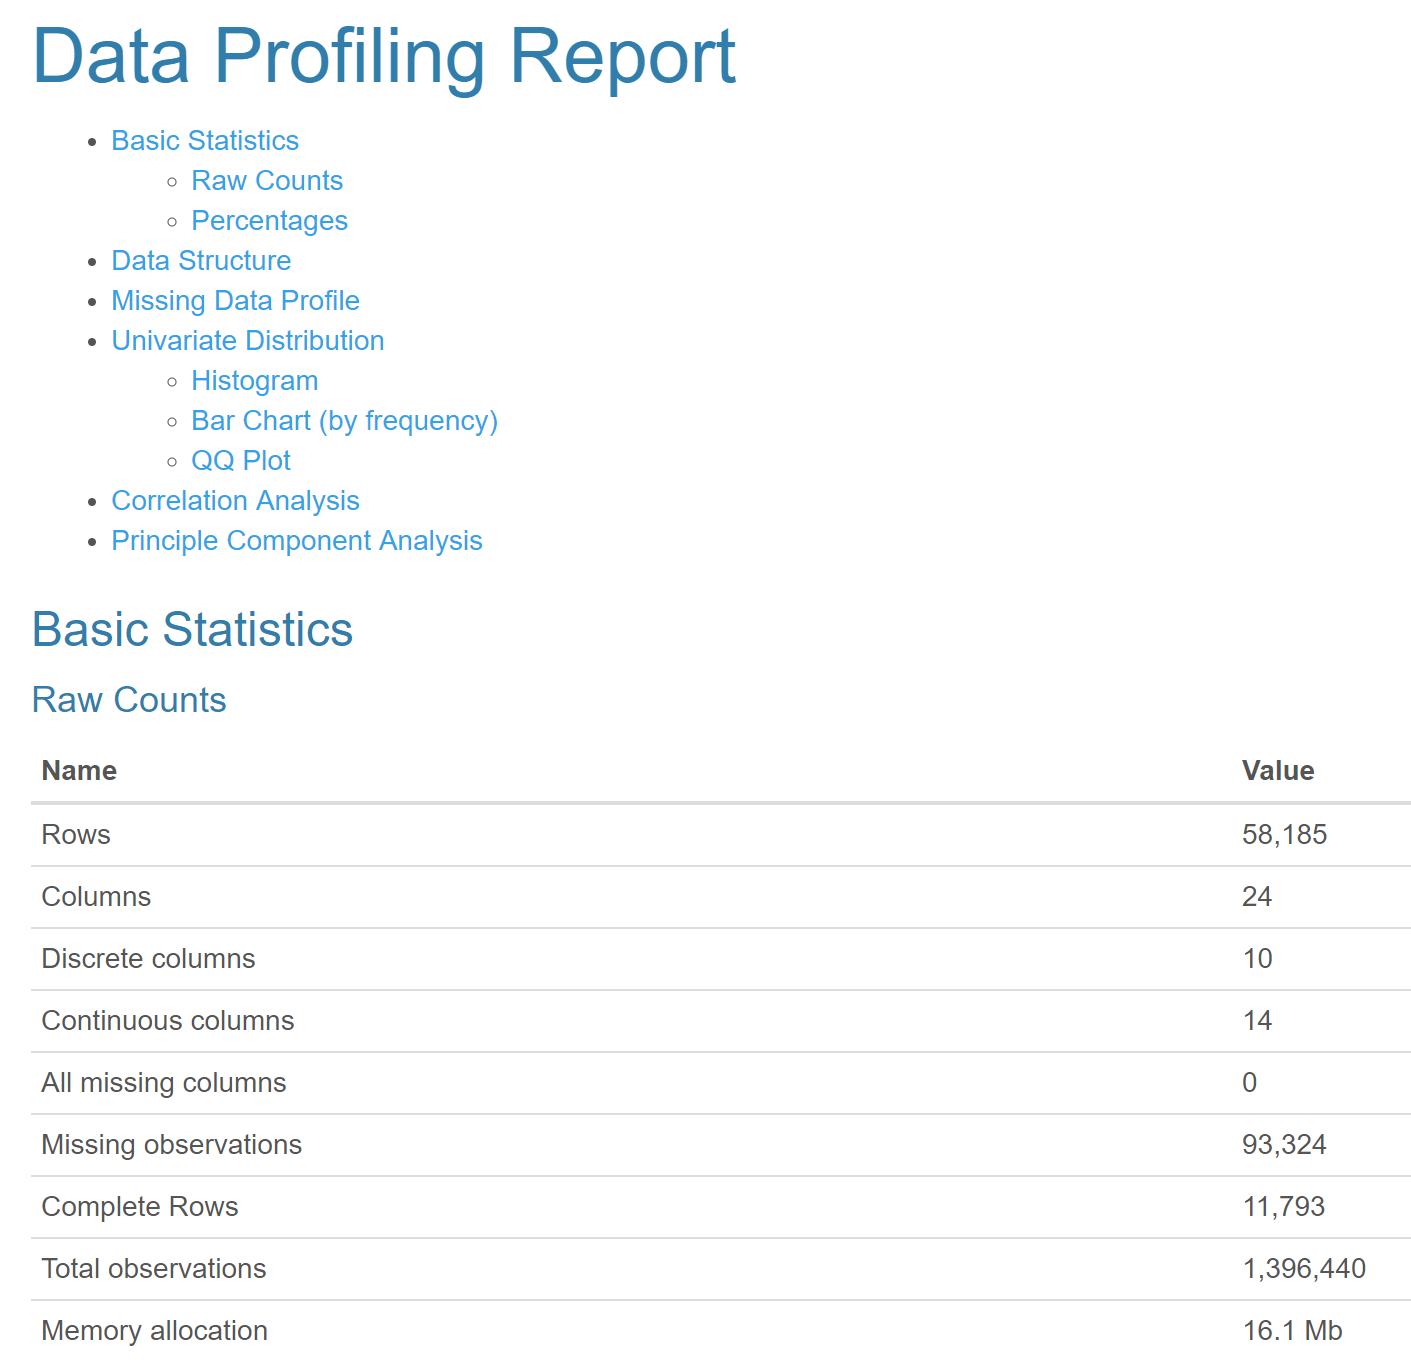 Data Profiling Report
Basic Statistics
Raw Counts
Percentages
Data Structure
Missing Data Profile
Univariate Distribution
Histogram
Bar Chart (by frequency)
QQ Plot
Correlation Analysis
Principle Component Analysis
Basic Statistics
Raw Counts
Name Value
Rows 58,185
Columns 24
Discrete columns 10
Continuous columns 14
All missing columns 0
Missing observations 93,324
Complete Rows 11,793
Total observations 1,396,440
Memory allocation 16.1 Mb